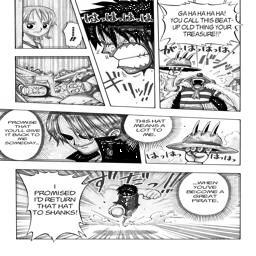 GA HA HA HA HA!
YOU CALL THIS BEAT-
UP OLD THING YOUR
TREASURE!!?
THIS HAT
MEANS A
LOT TO
ME.
PROMISE
THAT
YOU'LL
GIVE IT
BACK TO
ME
SOMEDAY...
...WHEN
YOU'VE
BECOME A
GREAT
PIRATE.
I
PROMISED
I'D RETURN
THAT HAT
TO SHANKS!